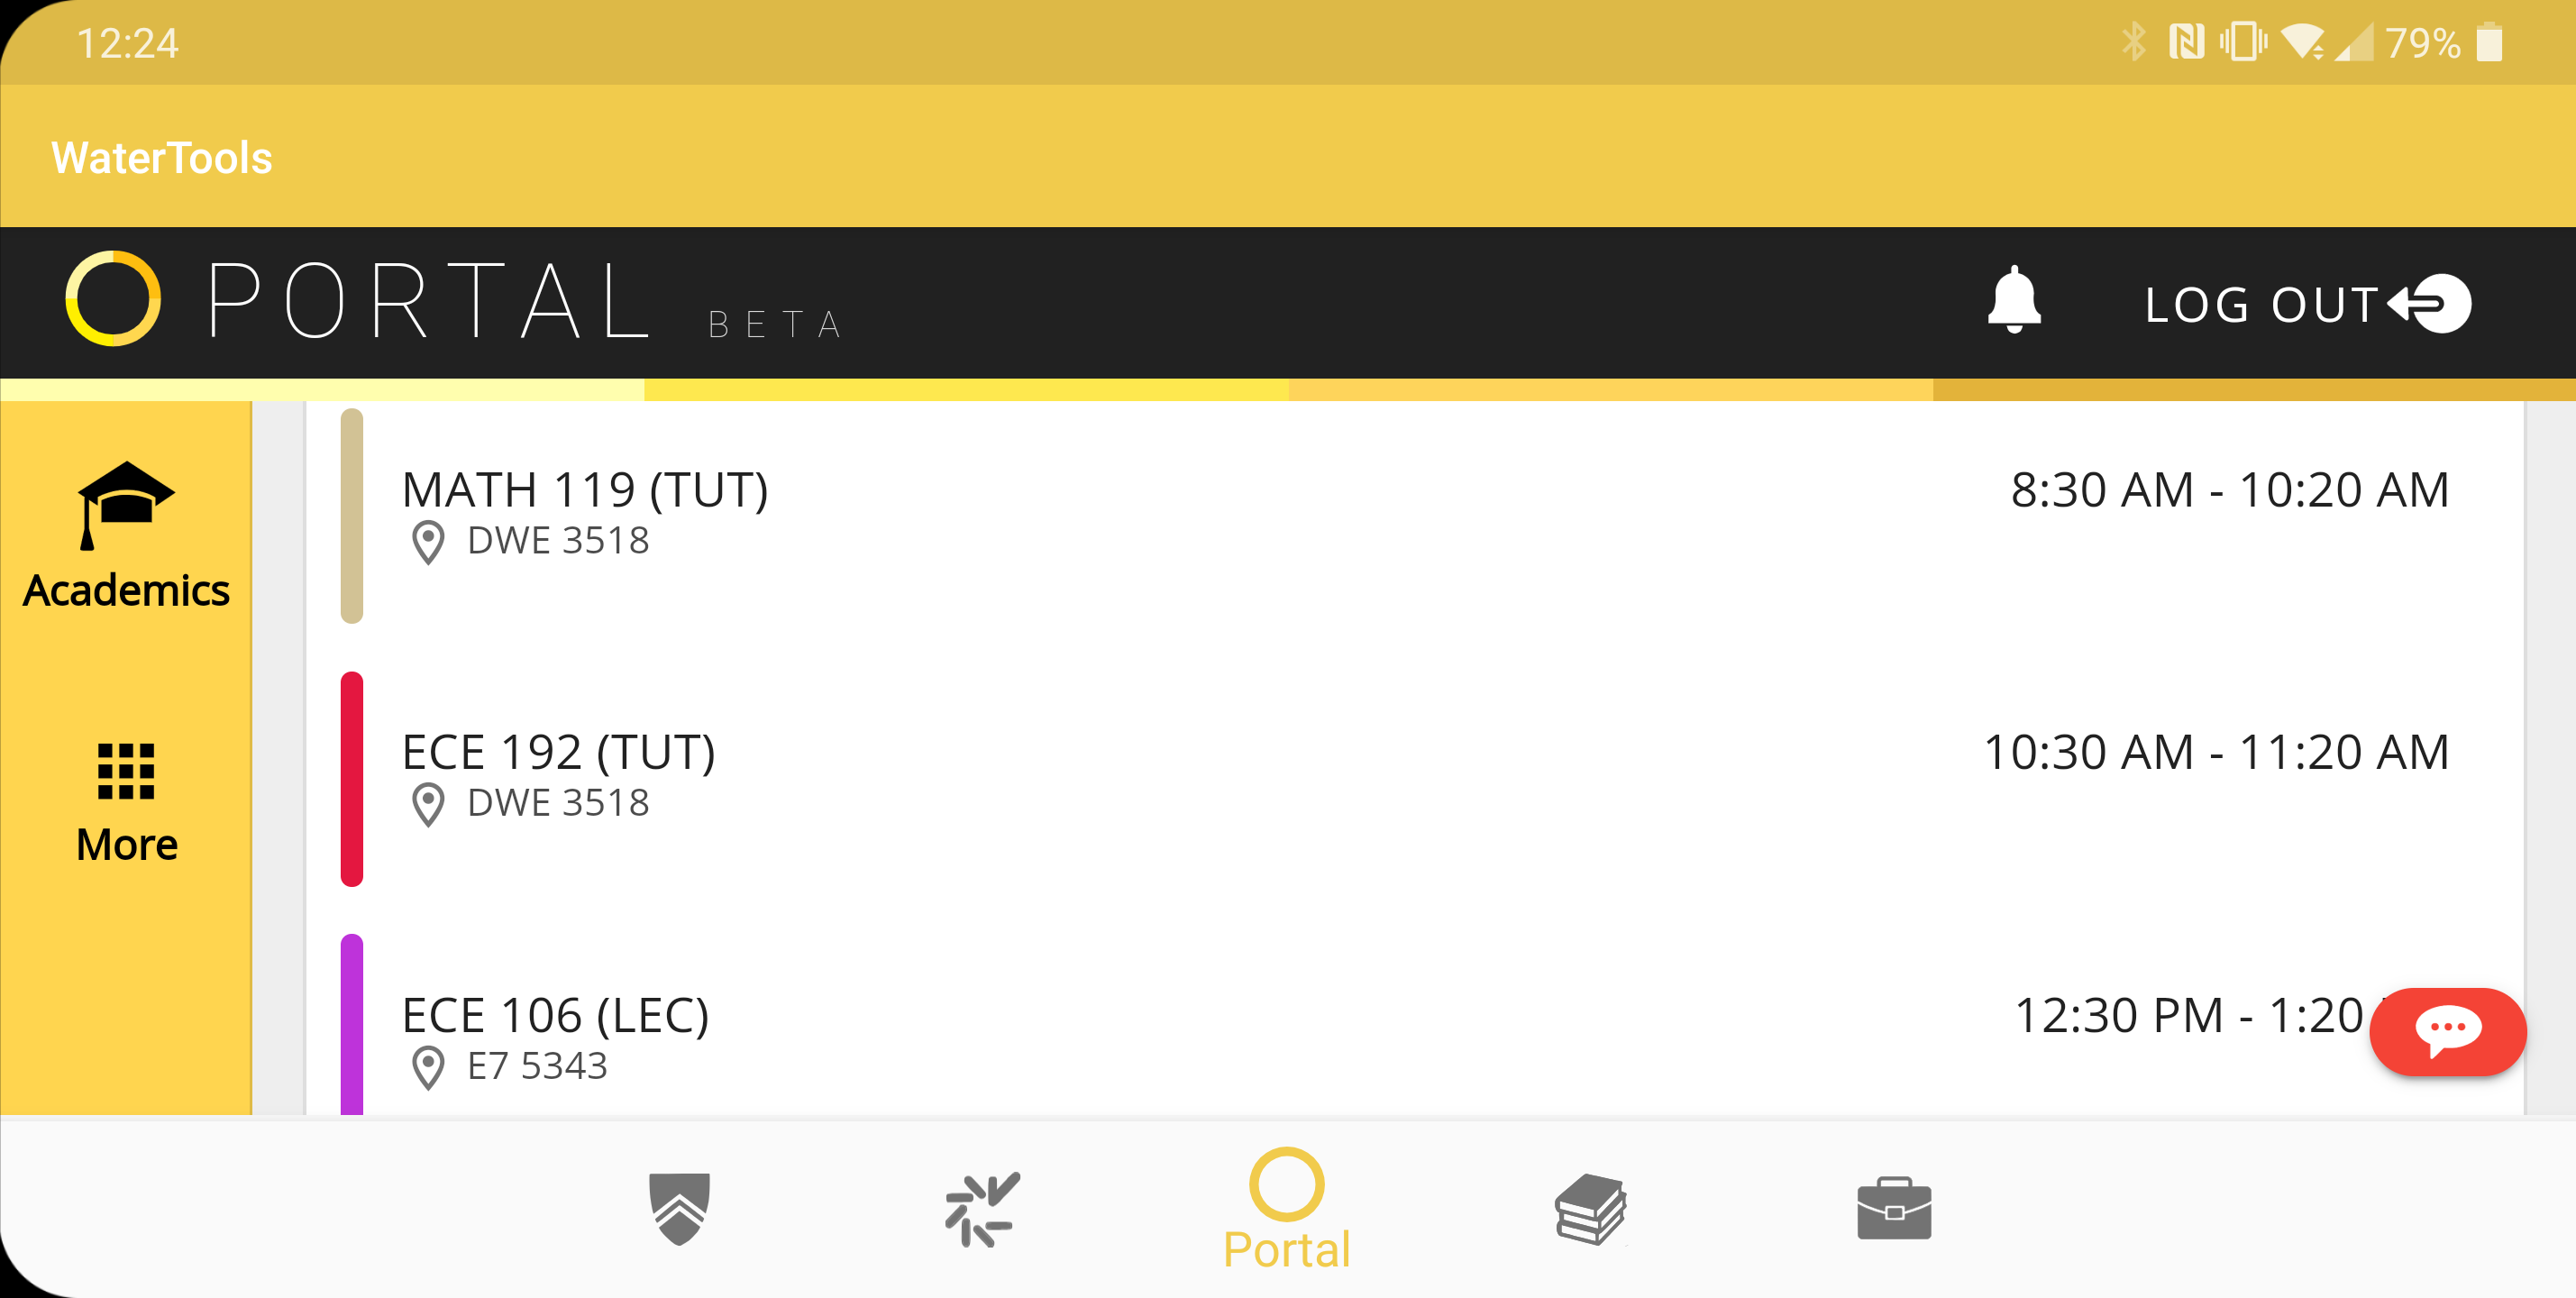 12:24 79%
WaterTools
PORTAL BETA LOG OUT
MATH 119 (TUT) 8:30 AM - 10:20 AM
DWE 3518
Academics
ECE 192 (TUT) 10:30 AM - 11:20 AM
DWE 3518
More
ECE 106 (LEC) 12:30 PM - 1:20
E7 5343
Portal